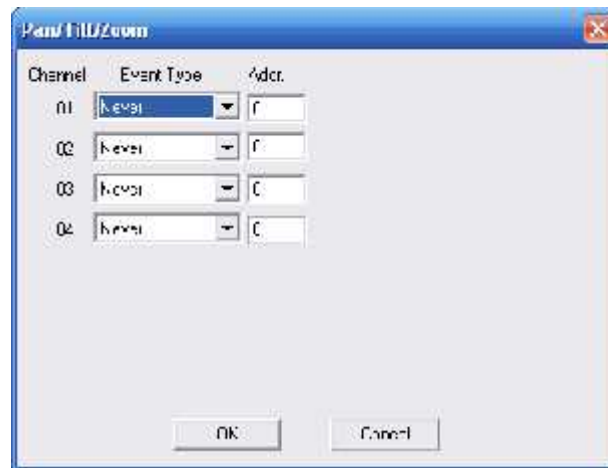 Pan/Tilt/Zoom
Channel Event Type Addr.
01 Never 0
02 Never 0
03 Never 0
04 Never 0
OK Cancel